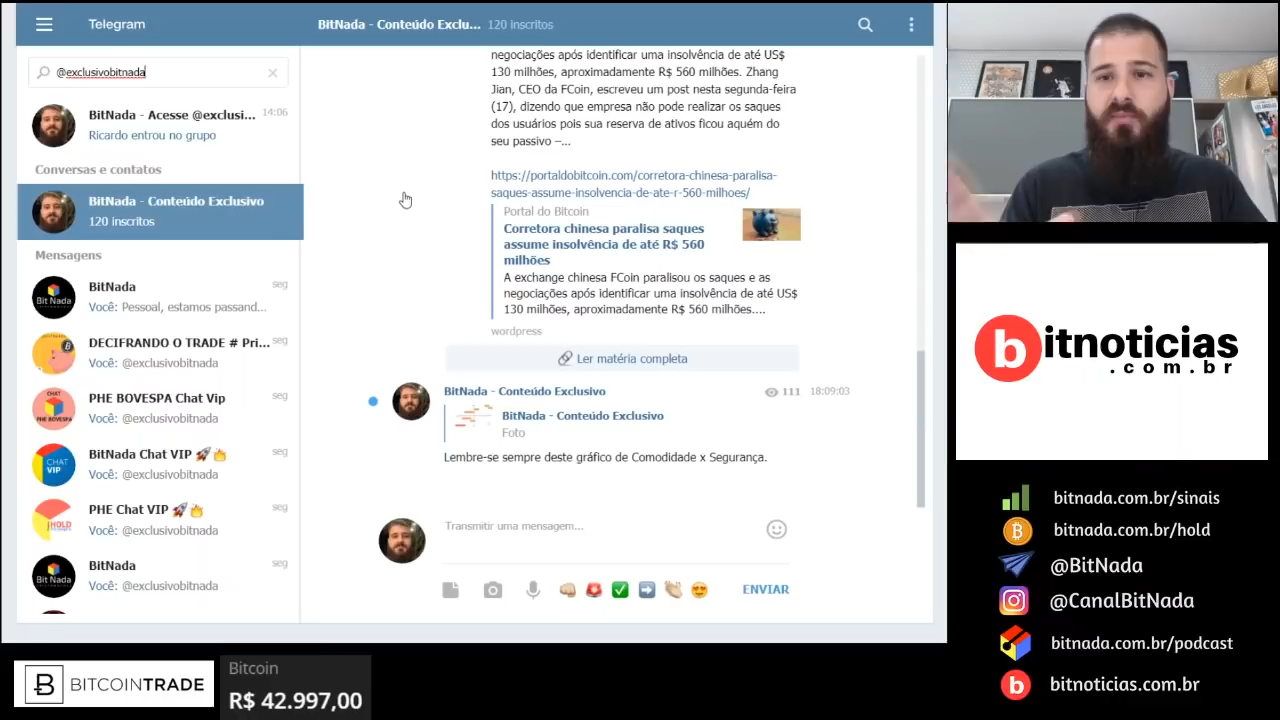 Telegram
BitNada - Conteúdo Exclu... 120 inscritos
@exclusivobitnada
BitNada - Acesse @exclusi... 14:06
Ricardo entrou no grupo
Conversas e contatos
BitNada - Conteúdo Exclusivo
120 inscritos
Mensagens
BitNada seg
Você: Pessoal, estamos passand...
DECIFRANDO O TRADE # Pri... seg
Você: @exclusivobitnada
PHE BOVESPA Chat Vip seg
Você: @exclusivobitnada
BitNada Chat VIP 🚀🔥 seg
Você: @exclusivobitnada
PHE Chat VIP 🚀🔥 seg
Você: @exclusivobitnada
BitNada seg
Você: @exclusivobitnada
negociações após identificar uma insolvência de até US$
130 milhões, aproximadamente R$ 560 milhões. Zhang
Jian, CEO da FCoin, escreveu um post nesta segunda-feira
(17), dizendo que empresa não pode realizar os saques
dos usuários pois sua reserva de ativos ficou aquém do
seu passivo –...
https://portaldobitcoin.com/corretora-chinesa-paralisa-
saques-assume-insolvencia-de-ate-r-560-milhoes/
Portal do Bitcoin
Corretora chinesa paralisa saques
assume insolvência de até R$ 560
milhões
A exchange chinesa FCoin paralisou os saques e as
negociações após identificar uma insolvência de até US$
130 milhões, aproximadamente R$ 560 milhões....
wordpress
Ler matéria completa
BitNada - Conteúdo Exclusivo 111 18:09:03
BitNada - Conteúdo Exclusivo
Foto
Lembre-se sempre deste gráfico de Comodidade x Segurança.
Transmitir uma mensagem...
ENVIAR
bitnoticias
.com.br
bitnada.com.br/sinais
bitnada.com.br/hold
@BitNada
@CanalBitNada
bitnada.com.br/podcast
bitnoticias.com.br
BITCOINTRADE
Bitcoin
R$ 42.997,00